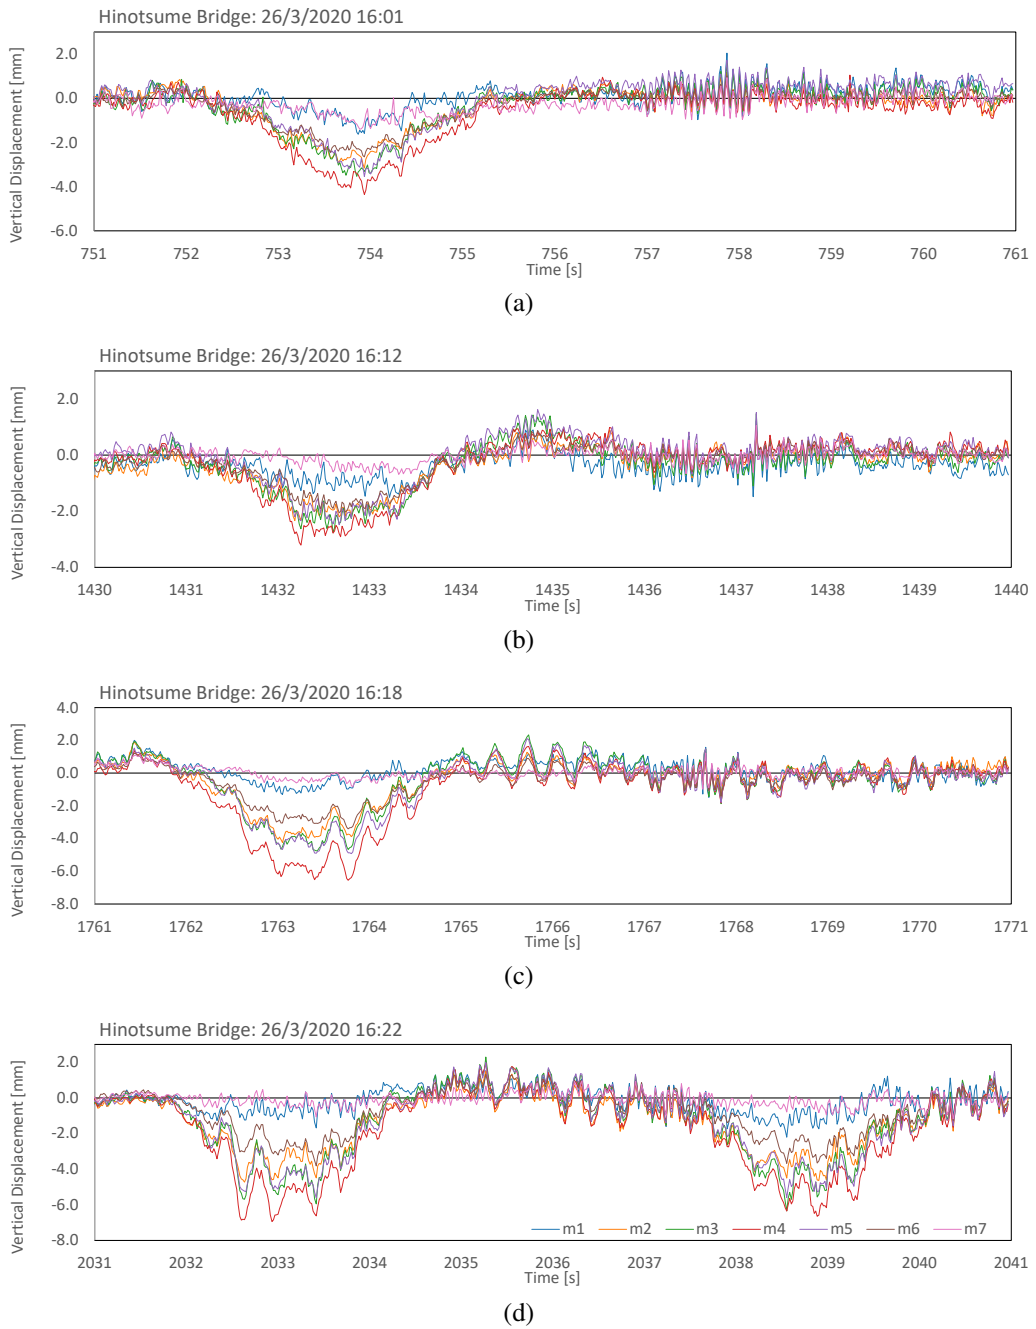 Hinotsume Bridge: 26/3/2020 16:01
Vertical Displacement [mm]
2.0
0.0
-2.0
-4.0
-6.0
751 752 753 754 755 756 757 758 759 760 761
Time [s]
(a)
Hinotsume Bridge: 26/3/2020 16:12
Vertical Displacement [mm]
2.0
0.0
-2.0
-4.0
1430 1431 1432 1433 1434 1435 1436 1437 1438 1439 1440
Time [s]
(b)
Hinotsume Bridge: 26/3/2020 16:18
Vertical Displacement [mm]
4.0
2.0
0.0
-2.0
-4.0
-6.0
-8.0
1761 1762 1763 1764 1765 1766 1767 1768 1769 1770 1771
Time [s]
(c)
Hinotsume Bridge: 26/3/2020 16:22
Vertical Displacement [mm]
2.0
0.0
-2.0
-4.0
-6.0
-8.0
m1 m2 m3 m4 m5 m6 m7
2031 2032 2033 2034 2035 2036 2037 2038 2039 2040 2041
Time [s]
(d)